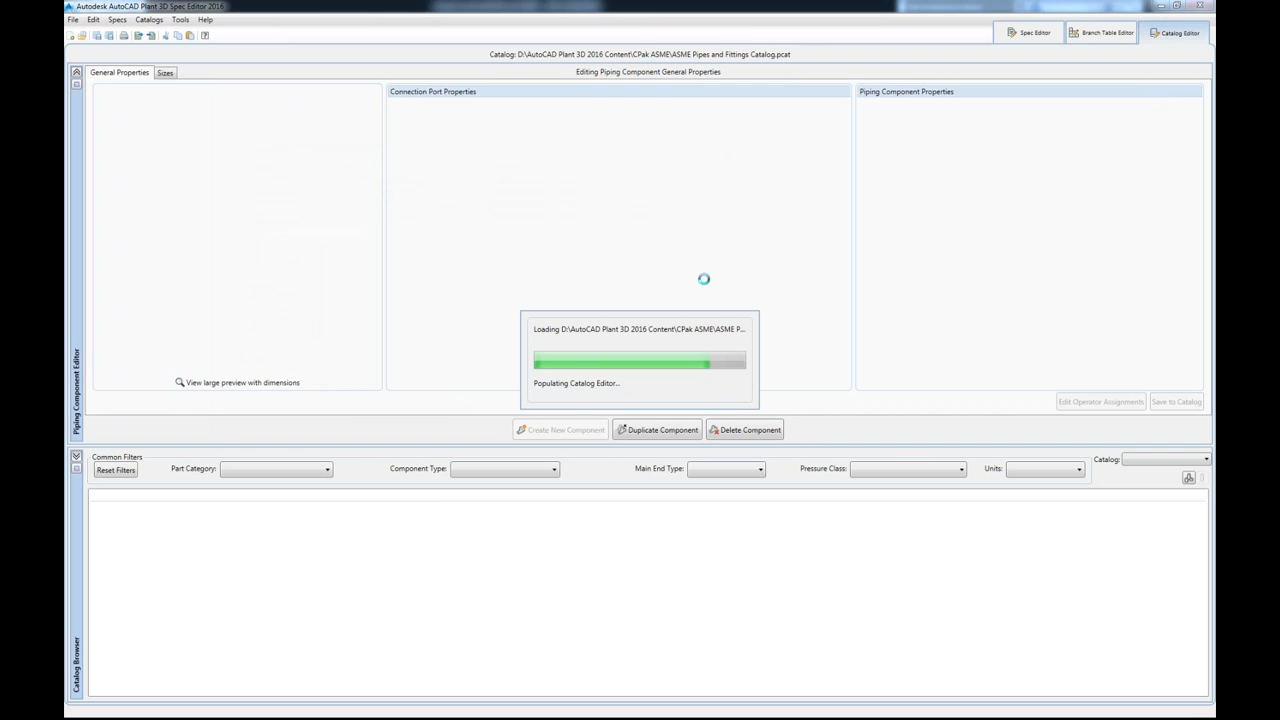 Autodesk AutoCAD Plant 3D Spec Editor 2016
File Edit Specs Catalogs Tools Help
Spec Editor Branch Table Editor Catalog Editor
Catalog: D:\AutoCAD Plant 3D 2016 Content\CPak ASME\ASME Pipes and Fittings Catalog.pcat
General Properties Sizes Editing Piping Component General Properties
Connection Port Properties Piping Component Properties
Loading D:\AutoCAD Plant 3D 2016 Content\CPak ASME\ASME P...
Populating Catalog Editor...
View large preview with dimensions
Piping Component Editor
Edit Operator Assignments Save to Catalog
Create New Component Duplicate Component Delete Component
Common Filters
Reset Filters Part Category: Component Type: Main End Type: Pressure Class: Units: Catalog:
Catalog Browser